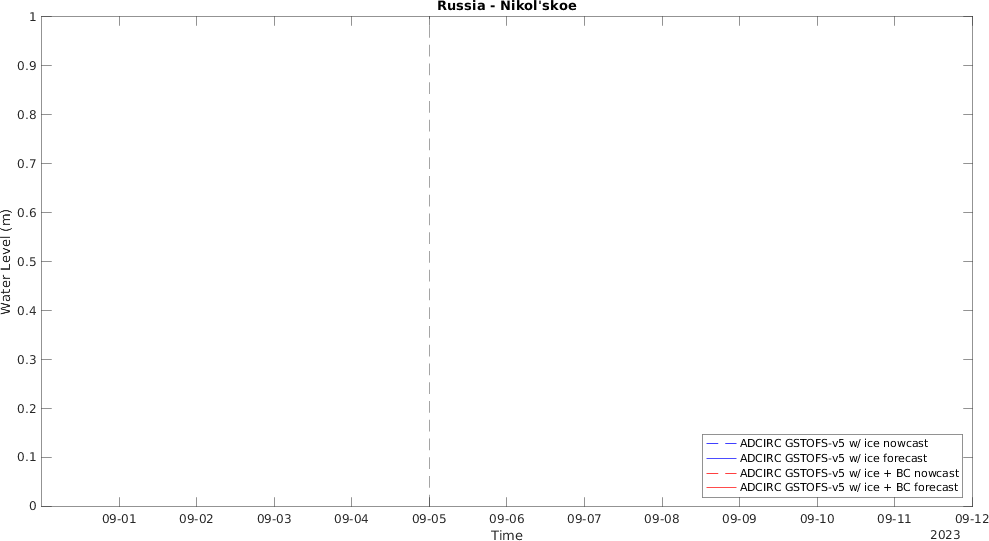 Russia - Nikol'skoe
1
0.9
0.8
0.7
0.6
0.5
0.4
0.3
0.2
0.1
0
Water Level (m)
ADCIRC GSTOFS-v5 w/ ice nowcast
ADCIRC GSTOFS-v5 w/ ice forecast
ADCIRC GSTOFS-v5 w/ ice + BC nowcast
ADCIRC GSTOFS-v5 w/ ice + BC forecast
09-01 09-02 09-03 09-04 09-05 09-06 09-07 09-08 09-09 09-10 09-11 09-12
Time
2023